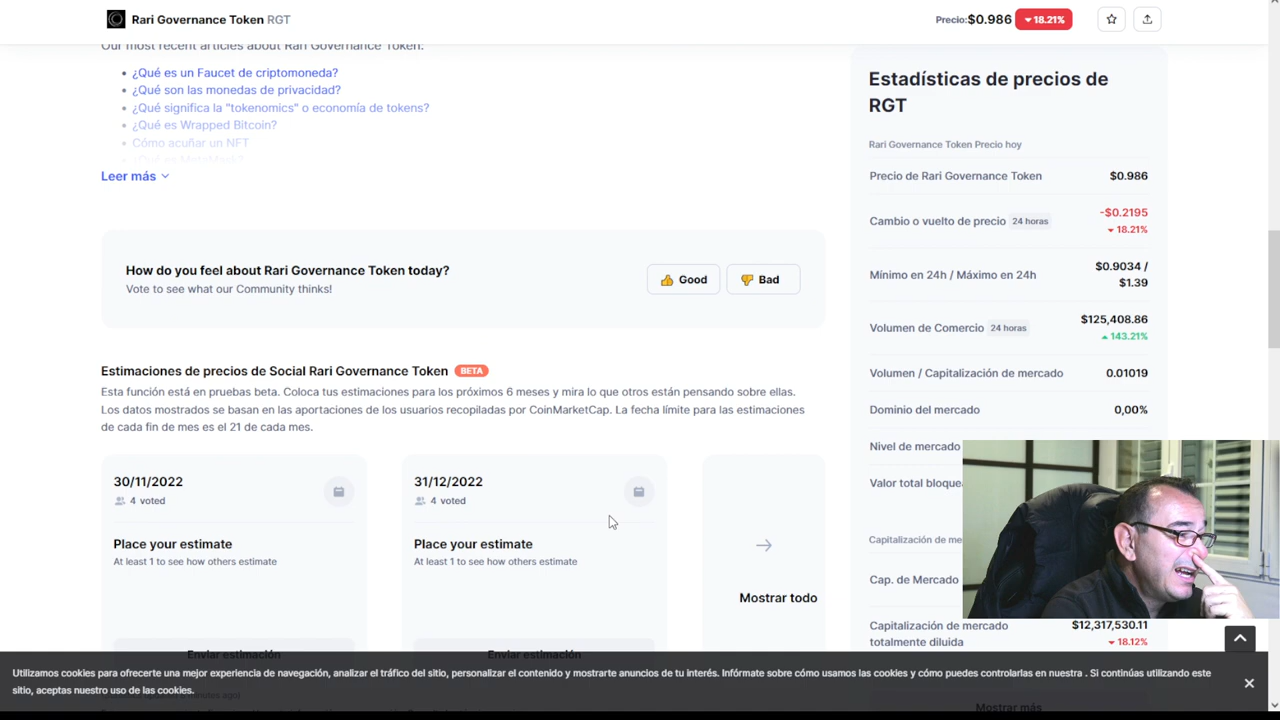 Rari Governance Token RGT
Precio:$0.986 18.21%
Our most recent articles about Rari Governance Token:
¿Qué es un Faucet de criptomoneda?
¿Qué son las monedas de privacidad?
¿Qué significa la "tokenomics" o economía de tokens?
¿Qué es Wrapped Bitcoin?
Cómo acuñar un NFT
Leer más
How do you feel about Rari Governance Token today?
Vote to see what our Community thinks!
Good
Bad
Estimaciones de precios de Social Rari Governance Token BETA
Esta función está en pruebas beta. Coloca tus estimaciones para los próximos 6 meses y mira lo que otros están pensando sobre ellas.
Los datos mostrados se basan en las aportaciones de los usuarios recopiladas por CoinMarketCap. La fecha límite para las estimaciones
de cada fin de mes es el 21 de cada mes.
30/11/2022
4 voted
Place your estimate
At least 1 to see how others estimate
Enviar estimación
31/12/2022
4 voted
Place your estimate
At least 1 to see how others estimate
Enviar estimación
Mostrar todo
Estadísticas de precios de
RGT
Rari Governance Token Precio hoy
Precio de Rari Governance Token $0.986
Cambio o vuelto de precio 24 horas -$0.2195
18.21%
Mínimo en 24h / Máximo en 24h $0.9034 /
$1.39
Volumen de Comercio 24 horas $125,408.86
143.21%
Volumen / Capitalización de mercado 0.01019
Dominio del mercado 0,00%
Nivel de mercado
Valor total bloque
Capitalización de me
Cap. de Mercado
Capitalización de mercado $12,317,530.11
totalmente diluida 18.12%
Mostrar más
Utilizamos cookies para ofrecerte una mejor experiencia de navegación, analizar el tráfico del sitio, personalizar el contenido y mostrarte anuncios de tu interés. Infórmate sobre cómo usamos las cookies y cómo puedes controlarlas en nuestra . Si continúas utilizando este
sitio, aceptas nuestro uso de las cookies.